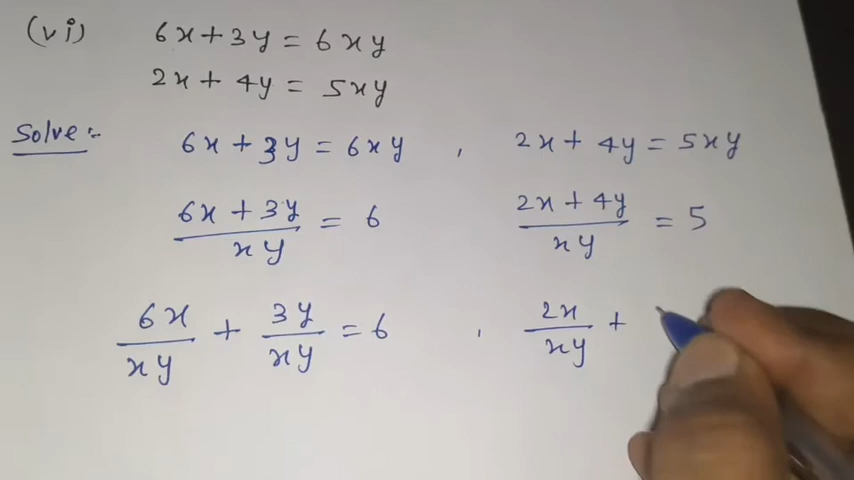 (vi) 6x + 3y = 6xy
2x + 4y = 5xy
Solve:- 6x + 3y = 6xy , 2x + 4y = 5xy
(6x + 3y)/(xy) = 6 (2x + 4y)/(xy) = 5
6x/xy + 3y/xy = 6 , 2x/xy +